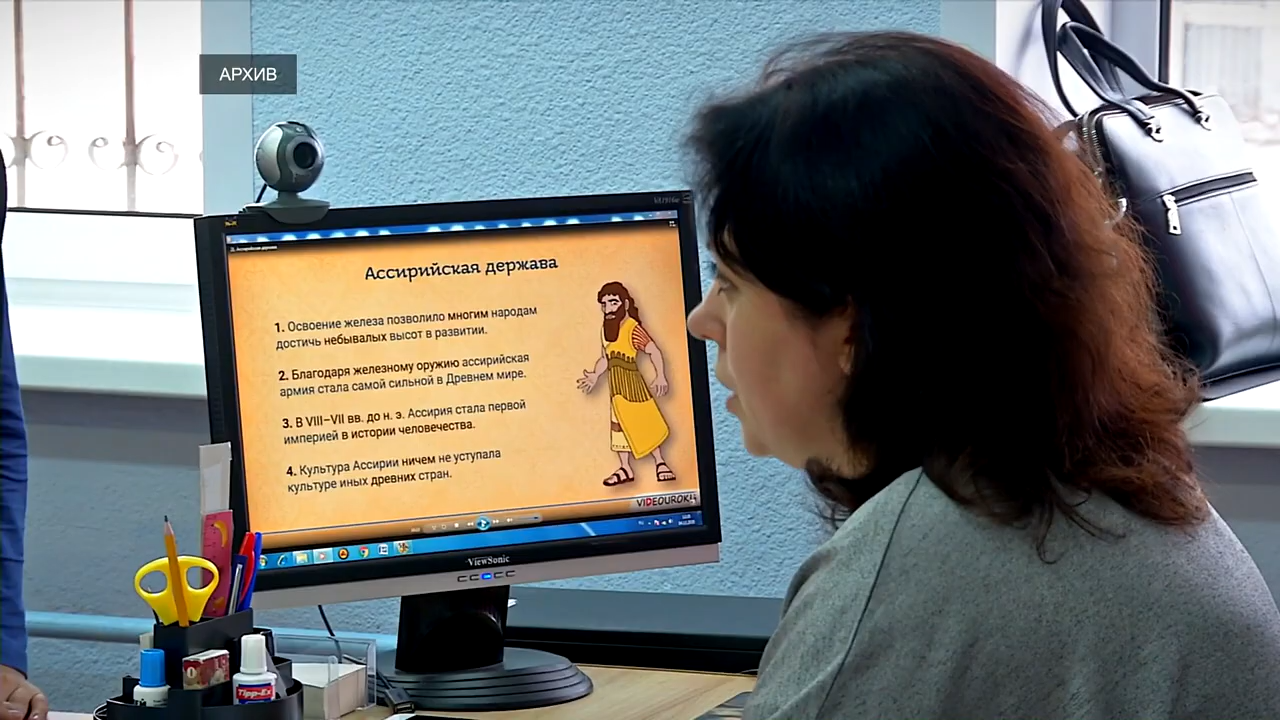 АРХИВ
Ассирийская держава
1. Освоение железа позволило многим народам
достичь небывалых высот в развитии.
2. Благодаря железному оружию ассирийская
армия стала самой сильной в Древнем мире.
3. В VIII–VII вв. до н. э. Ассирия стала первой
империей в истории человечества.
4. Культура Ассирии ничем не уступала
культуре иных древних стран.
VIDEOUROKI
ViewSonic
Tipp-Ex